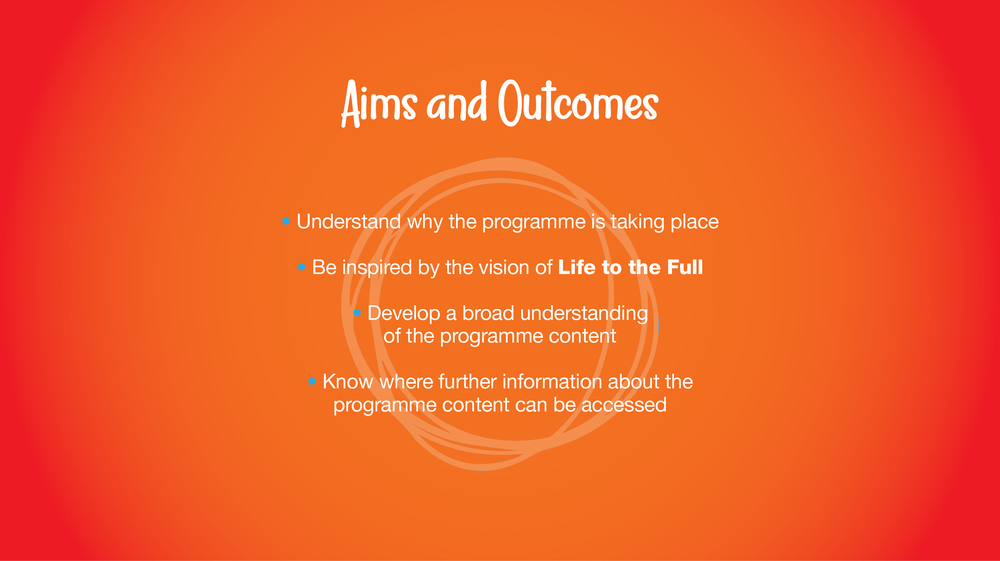 Aims and Outcomes
• Understand why the programme is taking place
• Be inspired by the vision of Life to the Full
• Develop a broad understanding
of the programme content
• Know where further information about the
programme content can be accessed